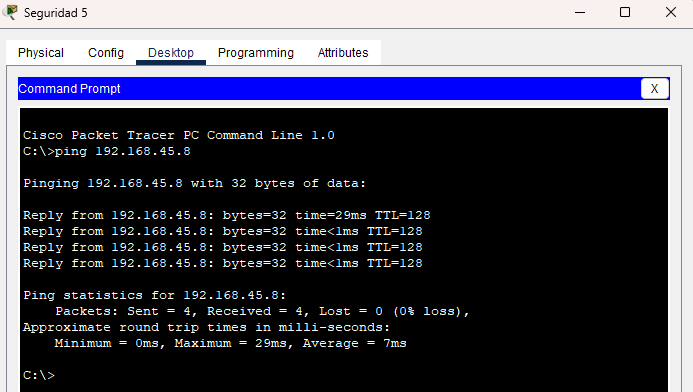 Seguridad 5
Physical Config Desktop Programming Attributes
Command Prompt
X
Cisco Packet Tracer PC Command Line 1.0
C:\>ping 192.168.45.8
Pinging 192.168.45.8 with 32 bytes of data:
Reply from 192.168.45.8: bytes=32 time=29ms TTL=128
Reply from 192.168.45.8: bytes=32 time<1ms TTL=128
Reply from 192.168.45.8: bytes=32 time<1ms TTL=128
Reply from 192.168.45.8: bytes=32 time<1ms TTL=128
Ping statistics for 192.168.45.8:
Packets: Sent = 4, Received = 4, Lost = 0 (0% loss),
Approximate round trip times in milli-seconds:
Minimum = 0ms, Maximum = 29ms, Average = 7ms
C:\>